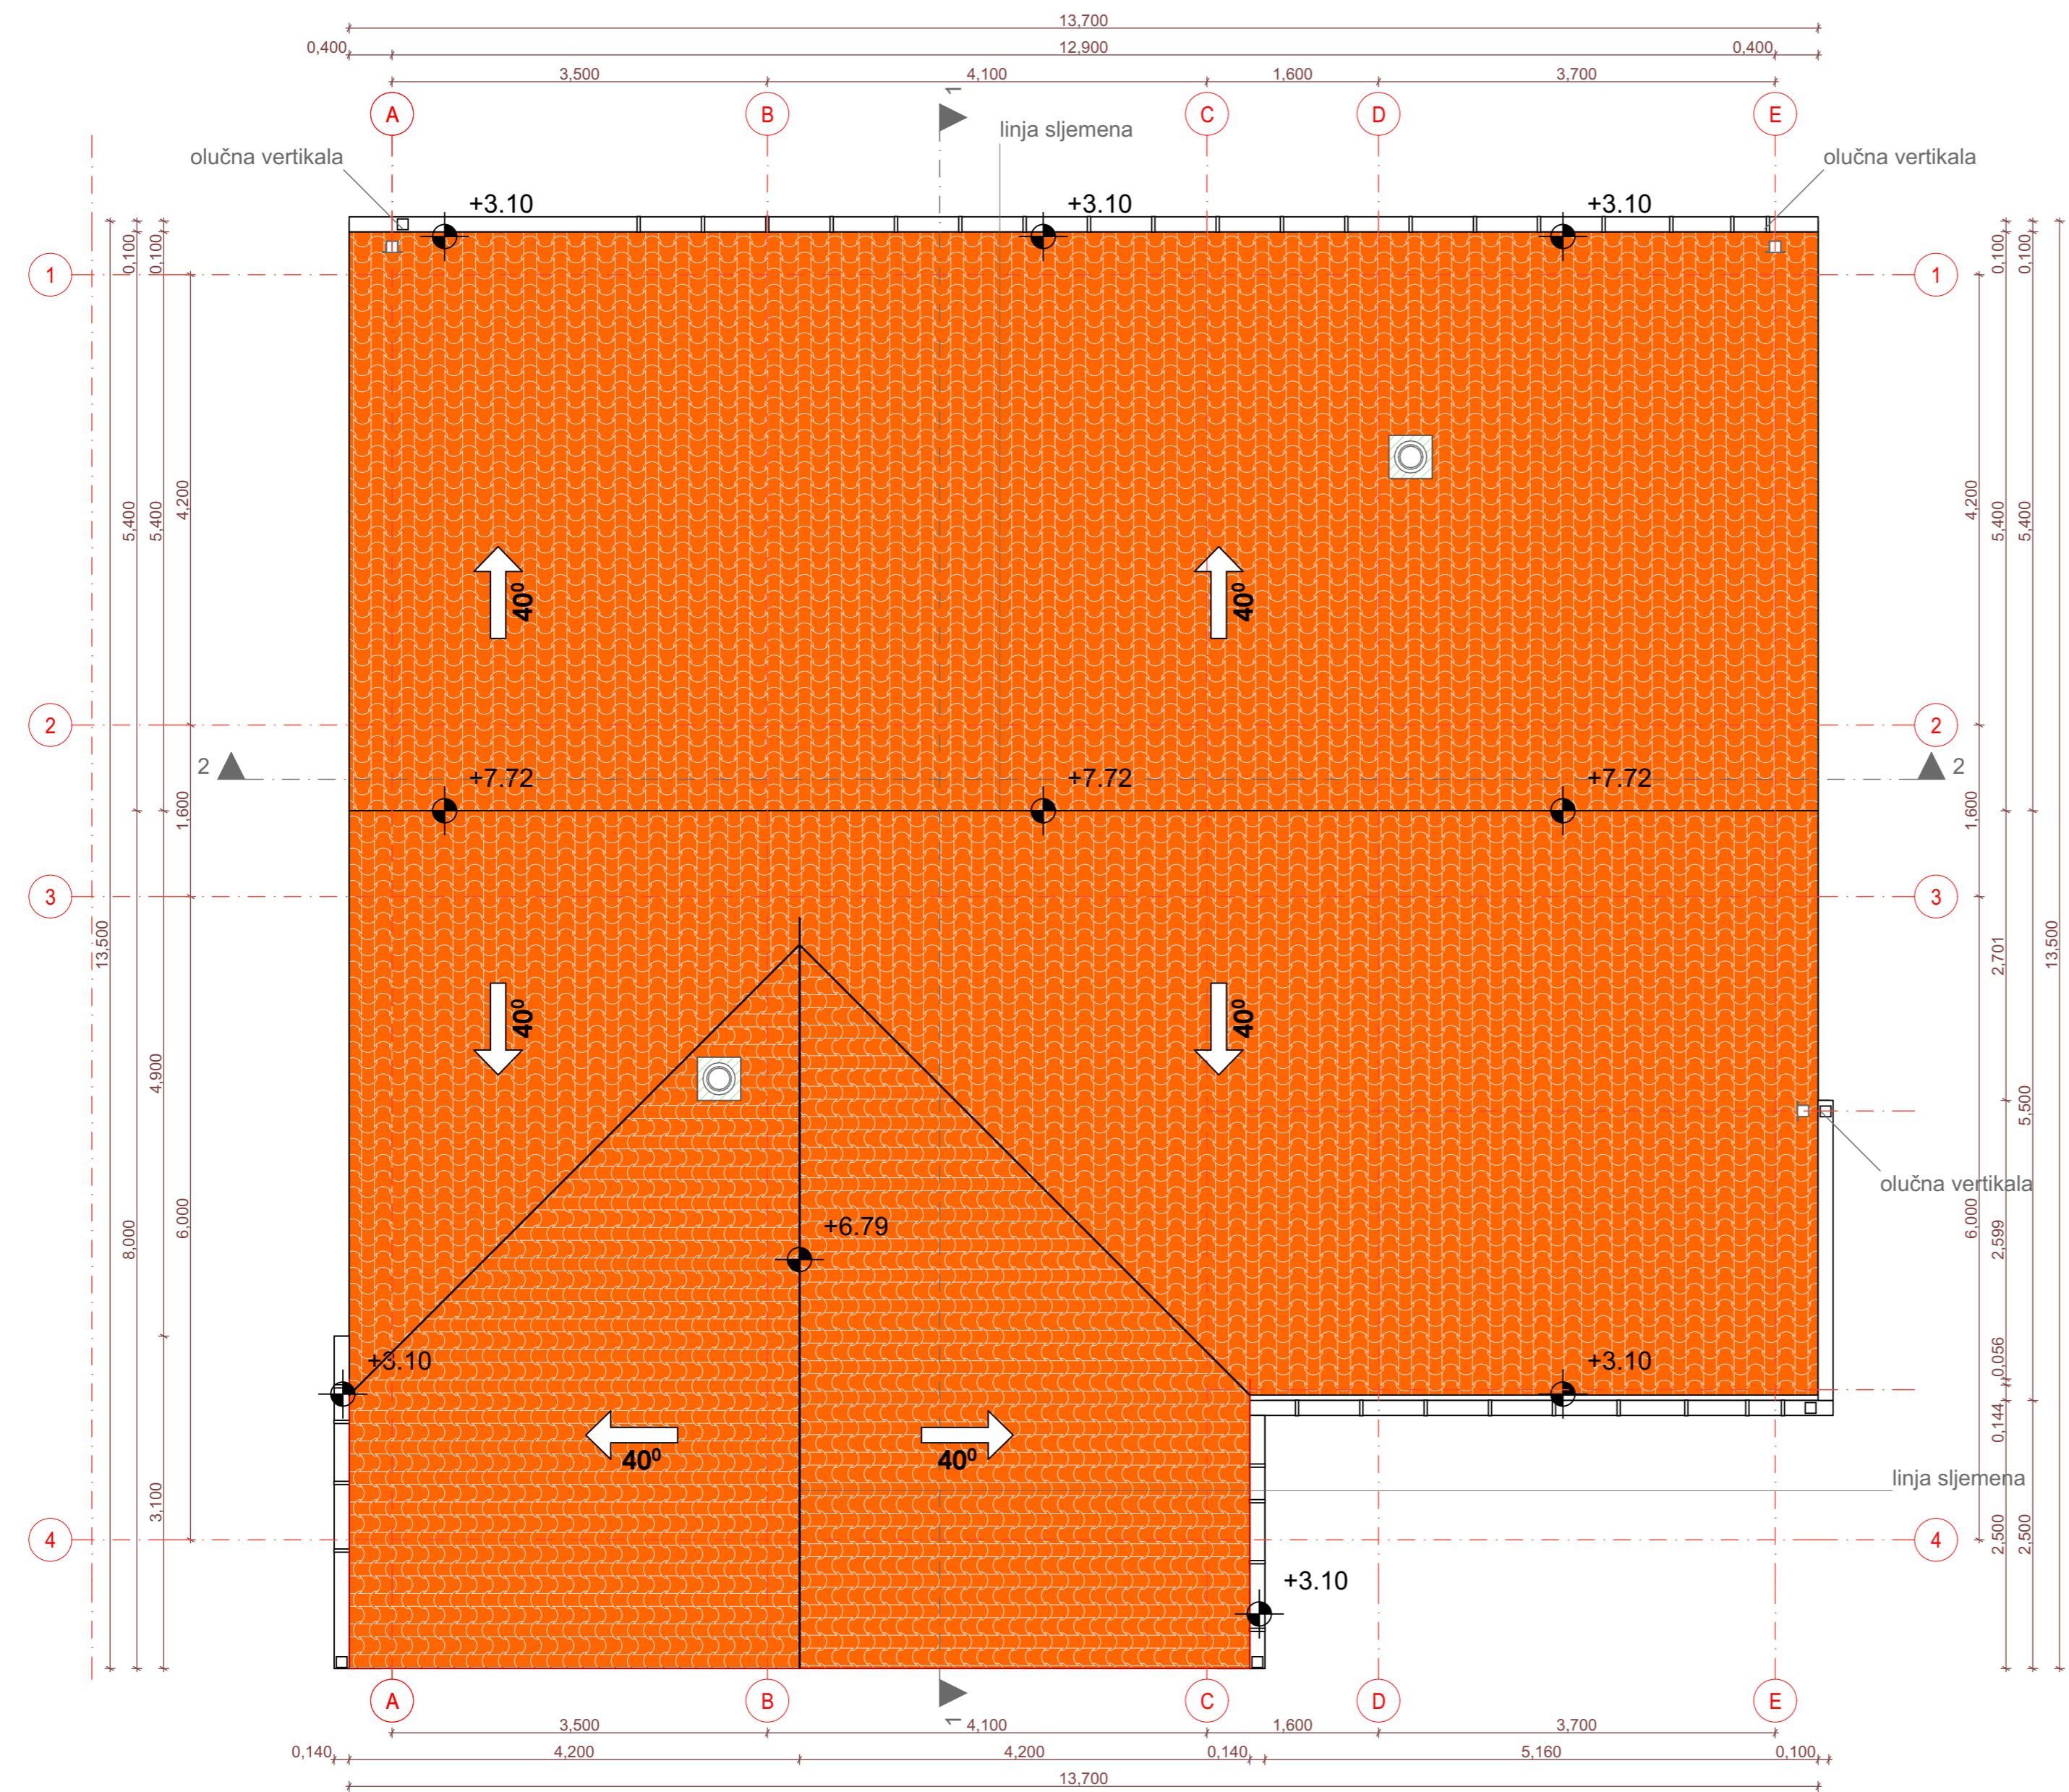 13,700
0,400 12,900 0,400
3,500 4,100 1,600 3,700
A B 1 C D E
linja sljemena
olučna vertikala olučna vertikala
+3.10 +3.10 +3.10
0,100 0,100 0,100 0,100
1 1
4,200 4,200
5,400 5,400 5,400 5,400
40⁰ 40⁰
2 2
2 +7.72 +7.72 +7.72 2
1,600 1,600
3 3
13,500 2,701 13,500
40⁰ 40⁰
4,900 5,500
olučna vertikala
8,000 6,000 +6.79 6,000 2,599
+3.10 +3.10 0,056
0,144
40⁰ 40⁰
linja sljemena
3,100
4 4
2,500 2,500
+3.10
A B 1 C D E
3,500 4,100 1,600 3,700
0,140 4,200 4,200 0,140 5,160 0,100
13,700